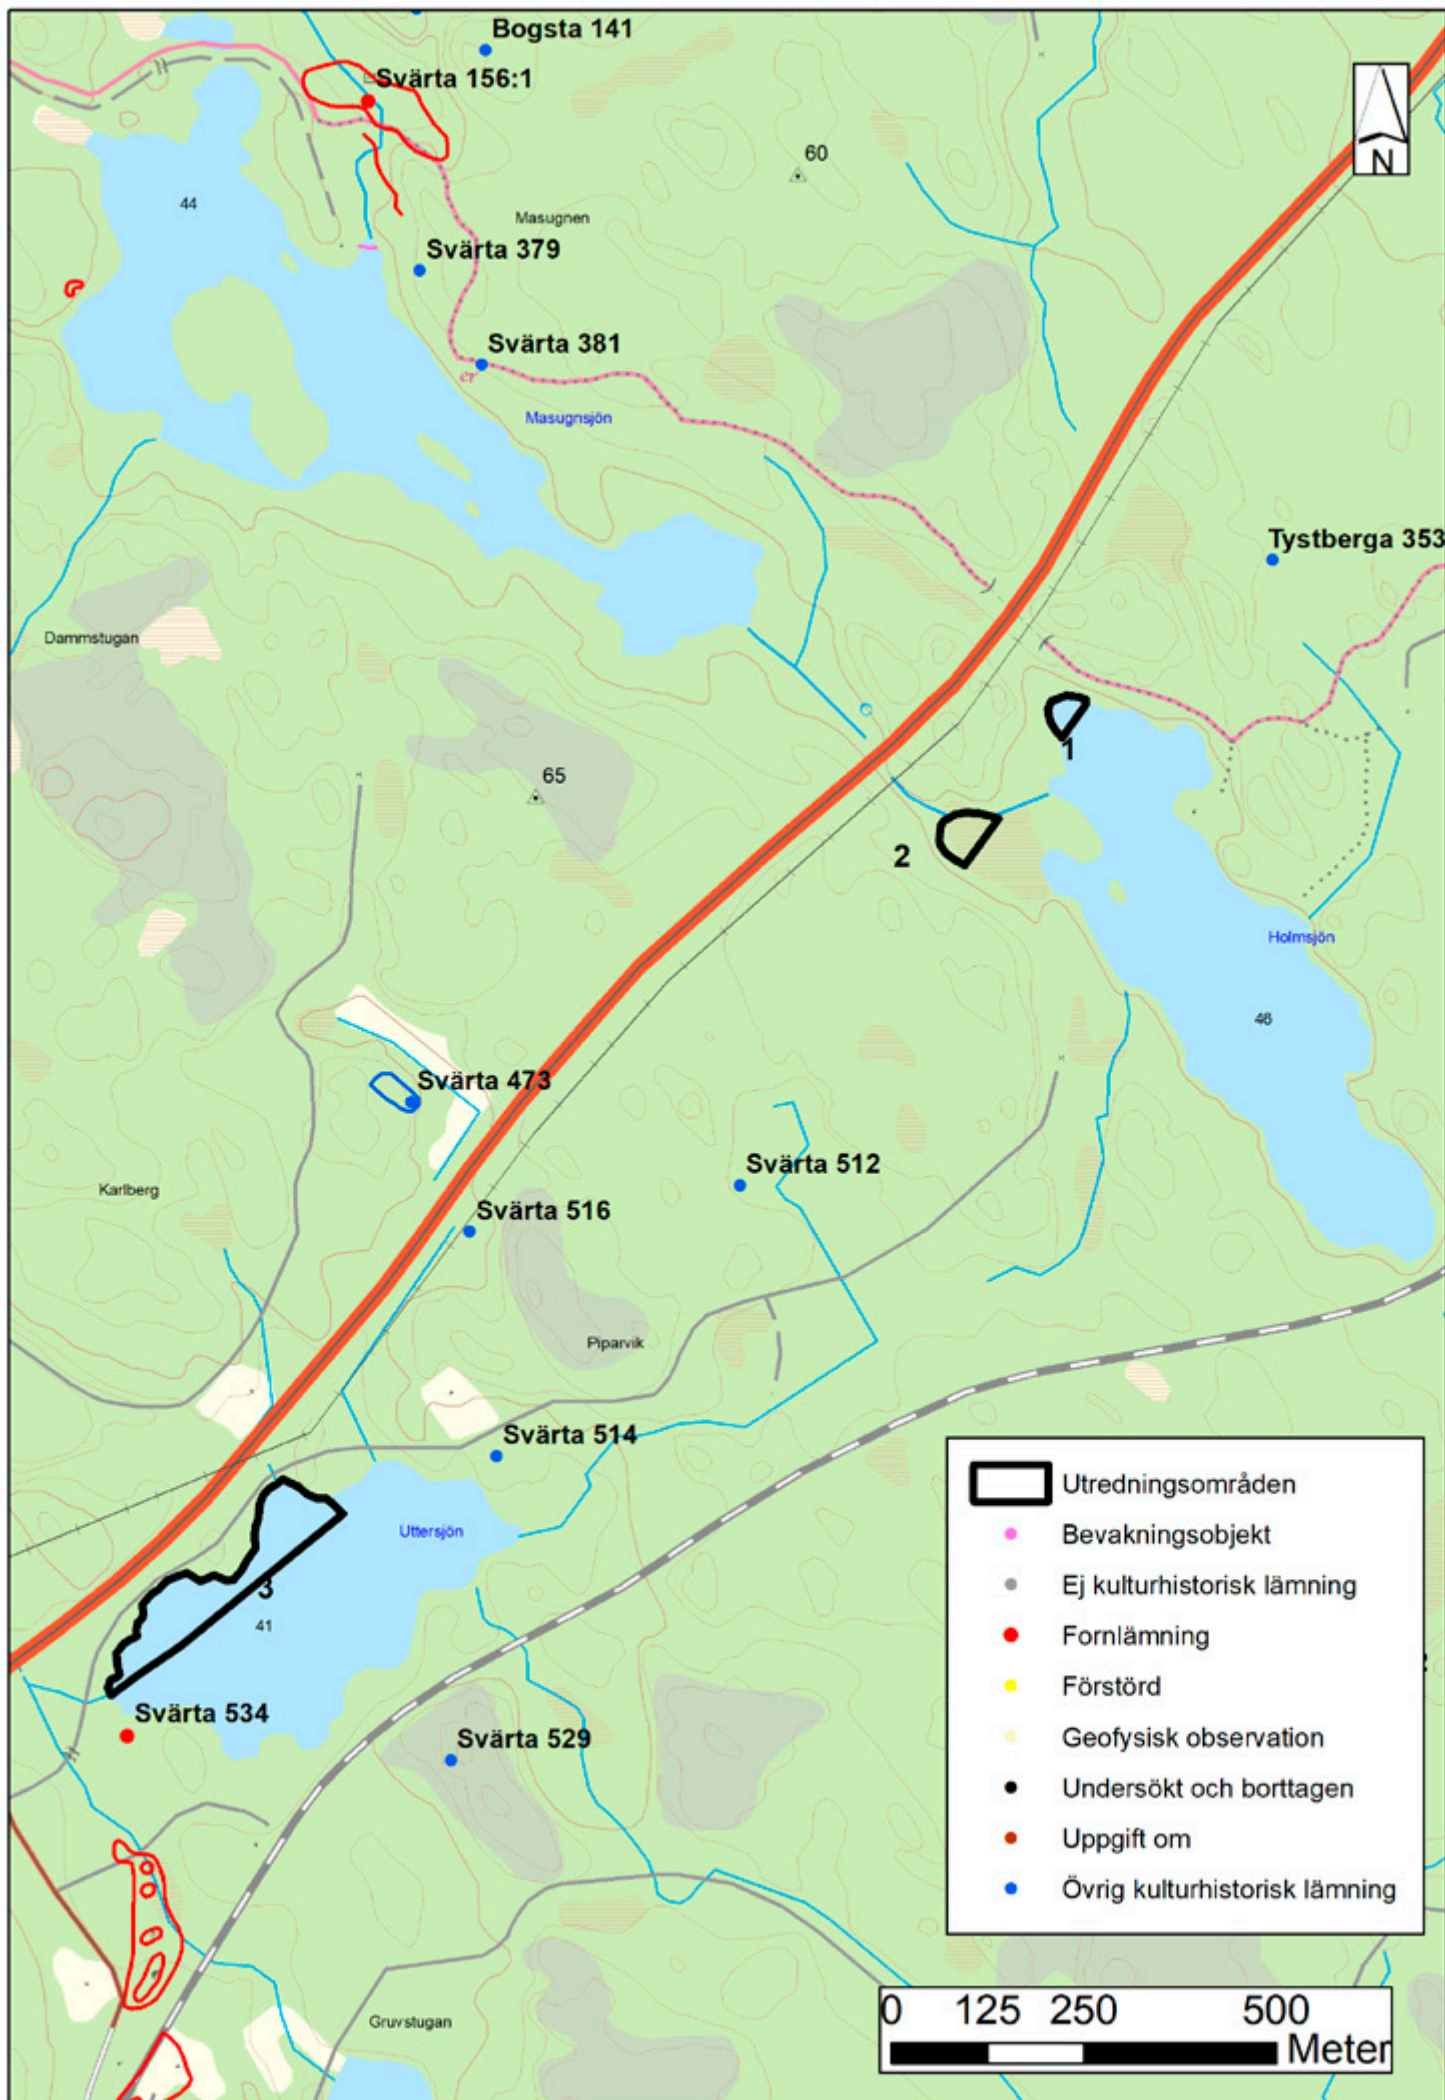 Bogsta 141
Svärta 156:1
N
60
44
Masugnen
Svärta 379
Svärta 381
Masugnsjön
Tystberga 353
Dammstugan
1
65
2
Holmsjön
46
Svärta 473
Svärta 512
Karlberg
Svärta 516
Piparvik
Svärta 514
Uttersjön
3
41
Svärta 534
Svärta 529
Gruvstugan
Utredningsområden
Bevakningsobjekt
Ej kulturhistorisk lämning
Fornlämning
Förstörd
Geofysisk observation
Undersökt och borttagen
Uppgift om
Övrig kulturhistorisk lämning
0 125 250 500
Meter